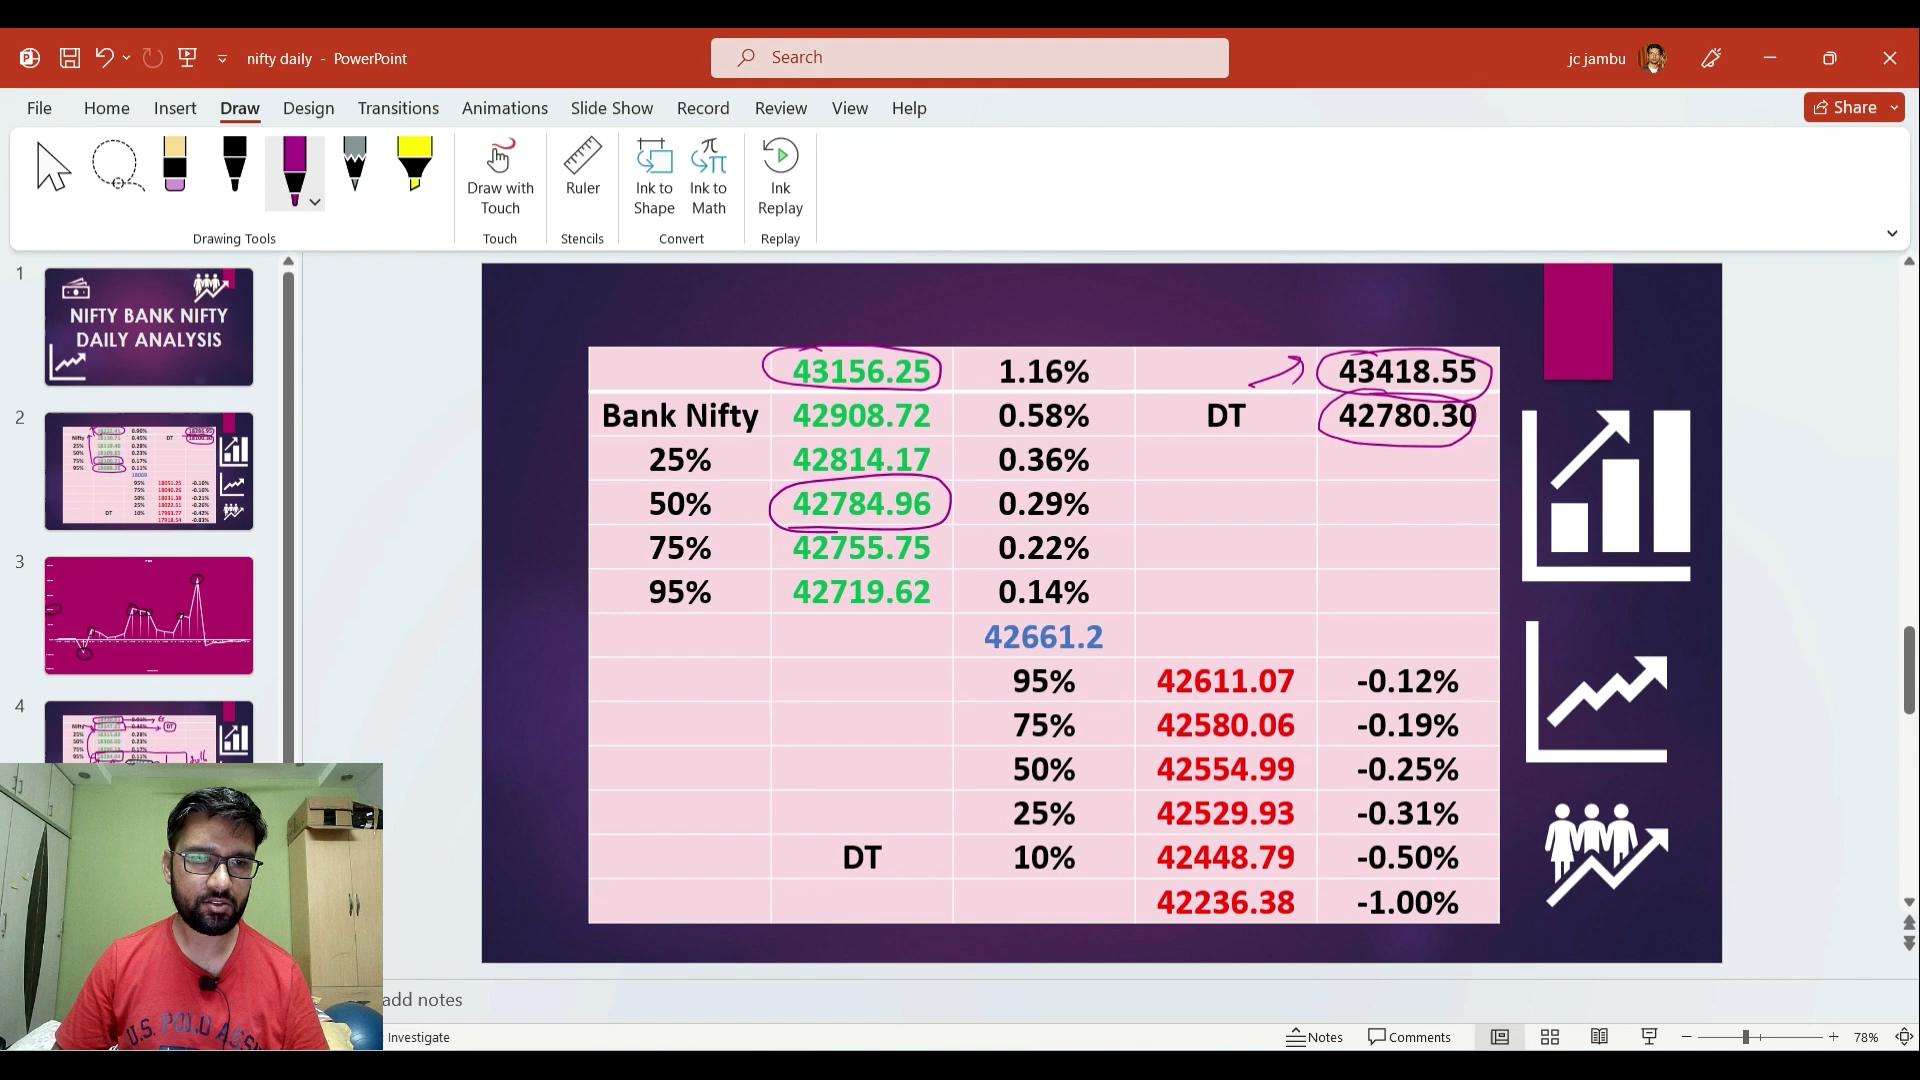 nifty daily - PowerPoint
Search
jc jambu
File Home Insert Draw Design Transitions Animations Slide Show Record Review View Help
Share
Draw with Touch
Ruler
Ink to Shape
Ink to Math
Ink Replay
Drawing Tools
Touch
Stencils
Convert
Replay
1
NIFTY BANK NIFTY
DAILY ANALYSIS
2
3
4
43156.25 1.16% 43418.55
Bank Nifty 42908.72 0.58% DT 42780.30
25% 42814.17 0.36%
50% 42784.96 0.29%
75% 42755.75 0.22%
95% 42719.62 0.14%
42661.2
95% 42611.07 -0.12%
75% 42580.06 -0.19%
50% 42554.99 -0.25%
25% 42529.93 -0.31%
DT 10% 42448.79 -0.50%
42236.38 -1.00%
U.S. POLO ASS
add notes
Investigate
Notes
Comments
78%